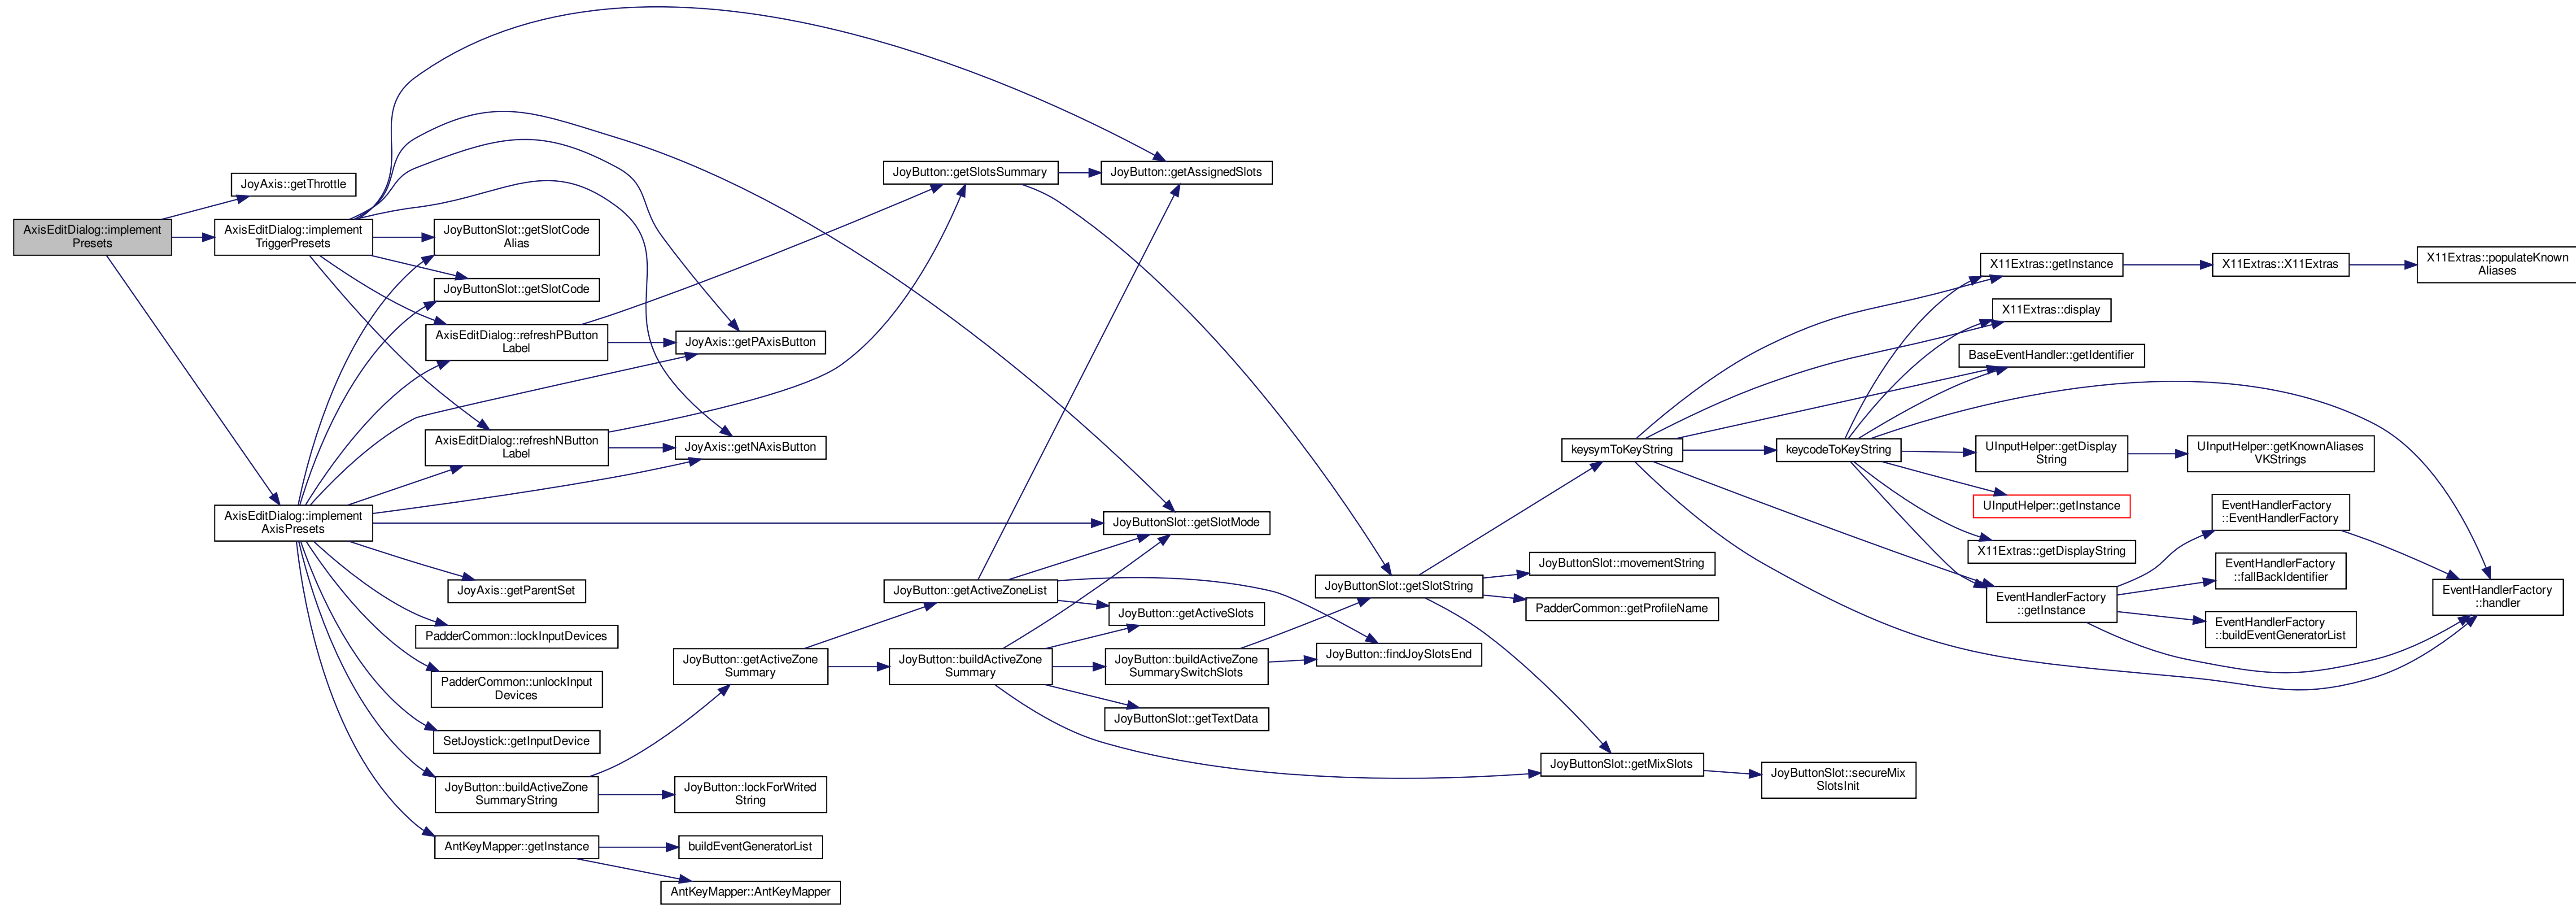 AxisEditDialog::implement
Presets
JoyAxis::getThrottle
AxisEditDialog::implement
TriggerPresets
AxisEditDialog::implement
AxisPresets
JoyButtonSlot::getSlotCode
Alias
JoyButtonSlot::getSlotCode
AxisEditDialog::refreshPButton
Label
AxisEditDialog::refreshNButton
Label
JoyAxis::getParentSet
PadderCommon::lockInputDevices
PadderCommon::unlockInput
Devices
SetJoystick::getInputDevice
JoyButton::buildActiveZone
SummaryString
AntKeyMapper::getInstance
JoyAxis::getPAxisButton
JoyAxis::getNAxisButton
JoyButton::getActiveZone
Summary
JoyButton::lockForWrited
String
buildEventGeneratorList
AntKeyMapper::AntKeyMapper
JoyButton::getSlotsSummary
JoyButton::getActiveZoneList
JoyButton::buildActiveZone
Summary
JoyButton::getAssignedSlots
JoyButtonSlot::getSlotMode
JoyButton::getActiveSlots
JoyButton::buildActiveZone
SummarySwitchSlots
JoyButtonSlot::getTextData
JoyButtonSlot::getSlotString
JoyButton::findJoySlotsEnd
keysymToKeyString
JoyButtonSlot::movementString
PadderCommon::getProfileName
JoyButtonSlot::getMixSlots
keycodeToKeyString
JoyButtonSlot::secureMix
SlotsInit
X11Extras::getInstance
X11Extras::display
BaseEventHandler::getIdentifier
UInputHelper::getDisplay
String
UInputHelper::getInstance
X11Extras::getDisplayString
EventHandlerFactory
::getInstance
X11Extras::X11Extras
UInputHelper::getKnownAliases
VKStrings
EventHandlerFactory
::EventHandlerFactory
EventHandlerFactory
::fallBackIdentifier
EventHandlerFactory
::buildEventGeneratorList
X11Extras::populateKnown
Aliases
EventHandlerFactory
::handler